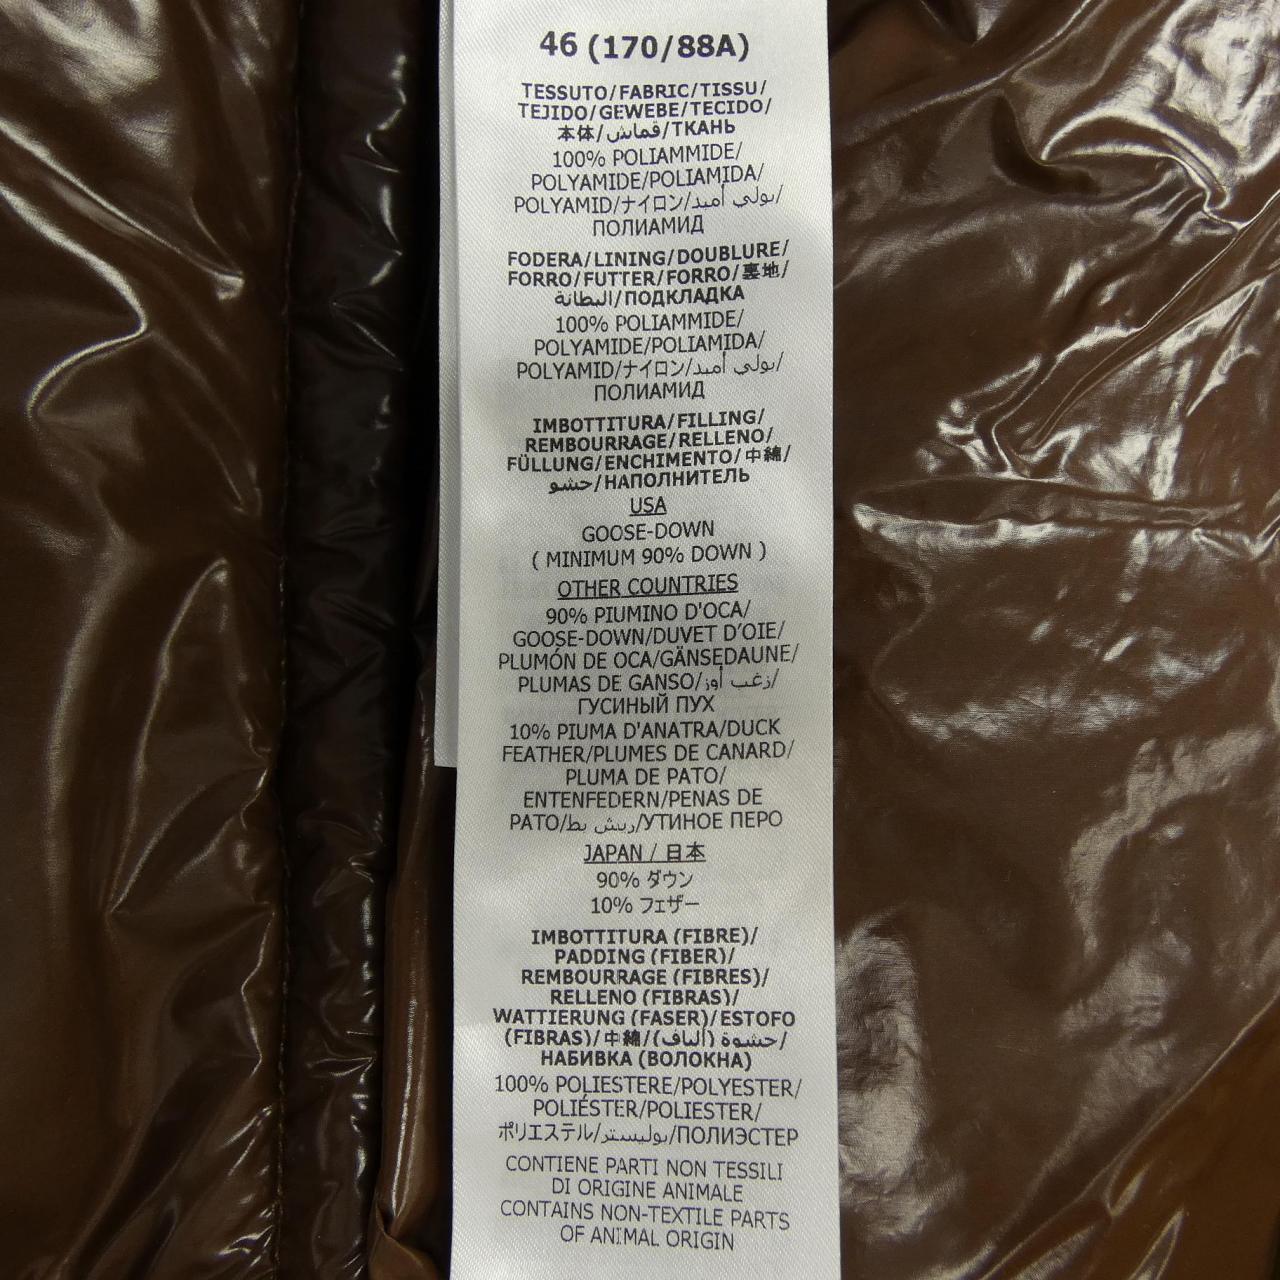 46 (170/88A)
TESSUTO/FABRIC/TISSU/
TEJIDO/GEWEBE/TECIDO/
本体/قماش/ТКАНЬ
100% POLIAMMIDE/
POLYAMIDE/POLIAMIDA/
POLYAMID/ナイロン/بولي أميد/
ПОЛИАМИД
FODERA/LINING/DOUBLURE/
FORRO/FUTTER/FORRO/裏地/
البطانة/ПОДКЛАДКА
100% POLIAMMIDE/
POLYAMIDE/POLIAMIDA/
POLYAMID/ナイロン/بولي أميد/
ПОЛИАМИД
IMBOTTITURA/FILLING/
REMBOURRAGE/RELLENO/
FÜLLUNG/ENCHIMENTO/中綿/
حشو/НАПОЛНИТЕЛЬ
USA
GOOSE-DOWN
( MINIMUM 90% DOWN )
OTHER COUNTRIES
90% PIUMINO D'OCA/
GOOSE-DOWN/DUVET D'OIE/
PLUMÓN DE OCA/GÄNSEDAUNE/
PLUMAS DE GANSO/زغب أوز/
ГУСИНЫЙ ПУХ
10% PIUMA D'ANATRA/DUCK
FEATHER/PLUMES DE CANARD/
PLUMA DE PATO/
ENTENFEDERN/PENAS DE
PATO/ريش بط/УТИНОЕ ПЕРО
JAPAN / 日本
90% ダウン
10% フェザー
IMBOTTITURA (FIBRE)/
PADDING (FIBER)/
REMBOURRAGE (FIBRES)/
RELLENO (FIBRAS)/
WATTIERUNG (FASER)/ESTOFO
(FIBRAS)/中綿/حشوة (ألياف)/
НАБИВКА (ВОЛОКНА)
100% POLIESTERE/POLYESTER/
POLIÉSTER/POLIESTER/
ポリエステル/بوليستر/ПОЛИЭСТЕР
CONTIENE PARTI NON TESSILI
DI ORIGINE ANIMALE
CONTAINS NON-TEXTILE PARTS
OF ANIMAL ORIGIN